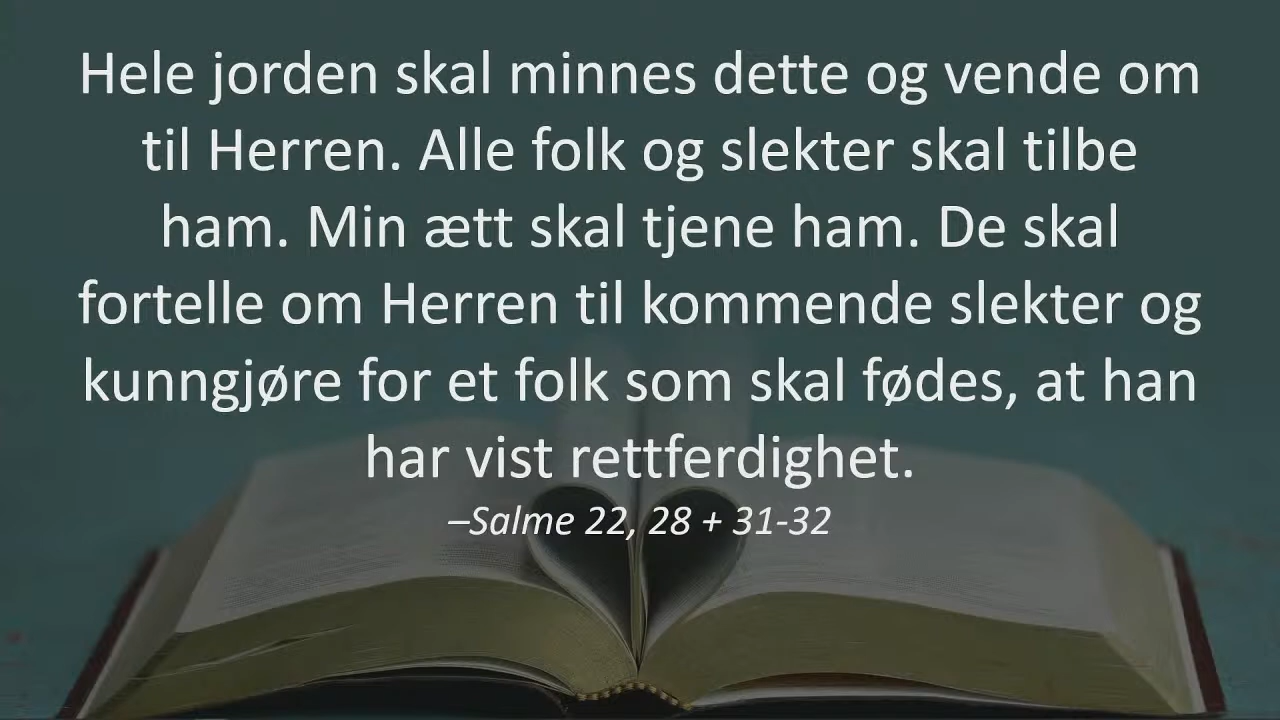 Hele jorden skal minnes dette og vende om
til Herren. Alle folk og slekter skal tilbe
ham. Min ætt skal tjene ham. De skal
fortelle om Herren til kommende slekter og
kunngjøre for et folk som skal fødes, at han
har vist rettferdighet.
–Salme 22, 28 + 31-32